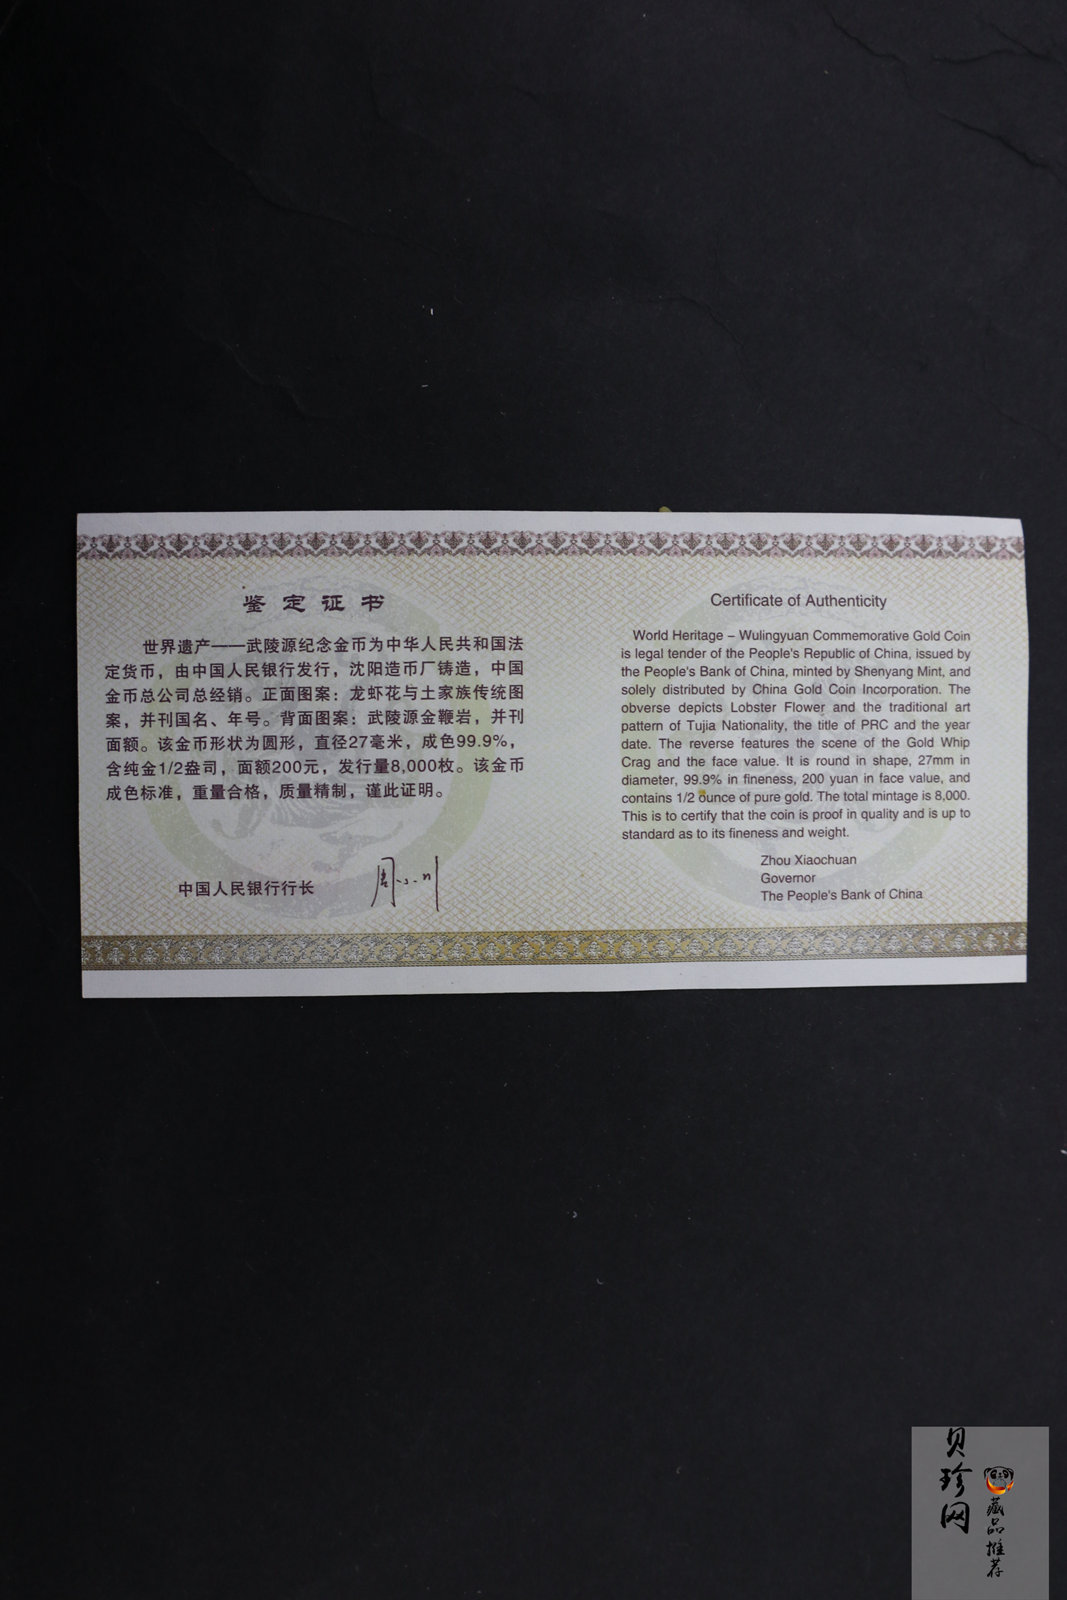 鉴定证书
世界遗产——武陵源纪念金币为中华人民共和国法
定货币，由中国人民银行发行，沈阳造币厂铸造，中国
金币总公司总经销。正面图案：龙虾花与土家族传统图
案，并刊国名、年号。背面图案：武陵源金鞭岩，并刊
面额。该金币形状为圆形，直径27毫米，成色99.9%，
含纯金1/2盎司，面额200元，发行量8,000枚。该金币
成色标准，重量合格，质量精制，谨此证明。
中国人民银行行长
周小川
Certificate of Authenticity
World Heritage – Wulingyuan Commemorative Gold Coin
is legal tender of the People's Republic of China, issued by
the People's Bank of China, minted by Shenyang Mint, and
solely distributed by China Gold Coin Incorporation. The
obverse depicts Lobster Flower and the traditional art
pattern of Tujia Nationality, the title of PRC and the year
date. The reverse features the scene of the Gold Whip
Crag and the face value. It is round in shape, 27mm in
diameter, 99.9% in fineness, 200 yuan in face value, and
contains 1/2 ounce of pure gold. The total mintage is 8,000.
This is to certify that the coin is proof in quality and is up to
standard as to its fineness and weight.
Zhou Xiaochuan
Governor
The People's Bank of China
贝珍网
藏品推荐